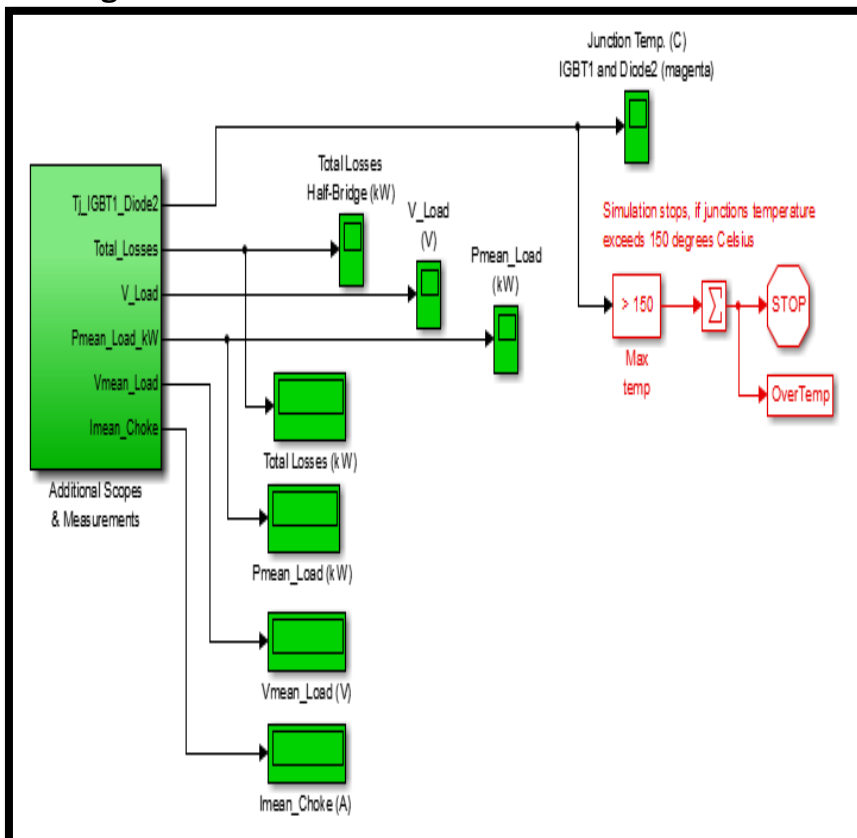 Junction Temp. (C)
IGBT1 and Diode2 (magenta)
Total Losses
Half-Bridge (kW)
V_Load
(V)
Pmean_Load
(kW)
Tj_IGBT1_Diode2
Total_Losses
V_Load
Pmean_Load_kW
Vmean_Load
Imean_Choke
Additional Scopes
& Measurements
Simulation stops, if junctions temperature
exceeds 150 degrees Celsius
> 150
Max
temp
Σ
STOP
OverTemp
Total Losses (kW)
Pmean_Load (kW)
Vmean_Load (V)
Imean_Choke (A)